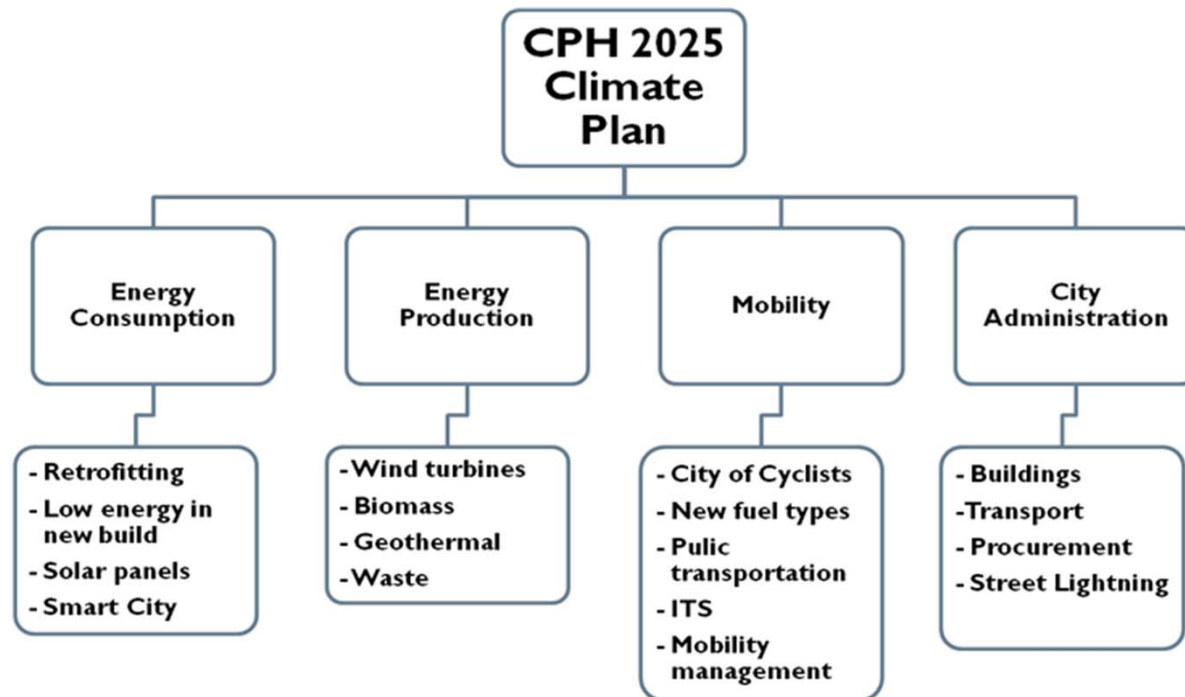 CPH 2025
Climate
Plan
Energy
Consumption
Energy
Production
Mobility
City
Administration
- Retrofitting
- Low energy in
new build
- Solar panels
- Smart City
- Wind turbines
- Biomass
- Geothermal
- Waste
- City of Cyclists
- New fuel types
- Pulic
transportation
- ITS
- Mobility
management
- Buildings
-Transport
- Procurement
- Street Lightning